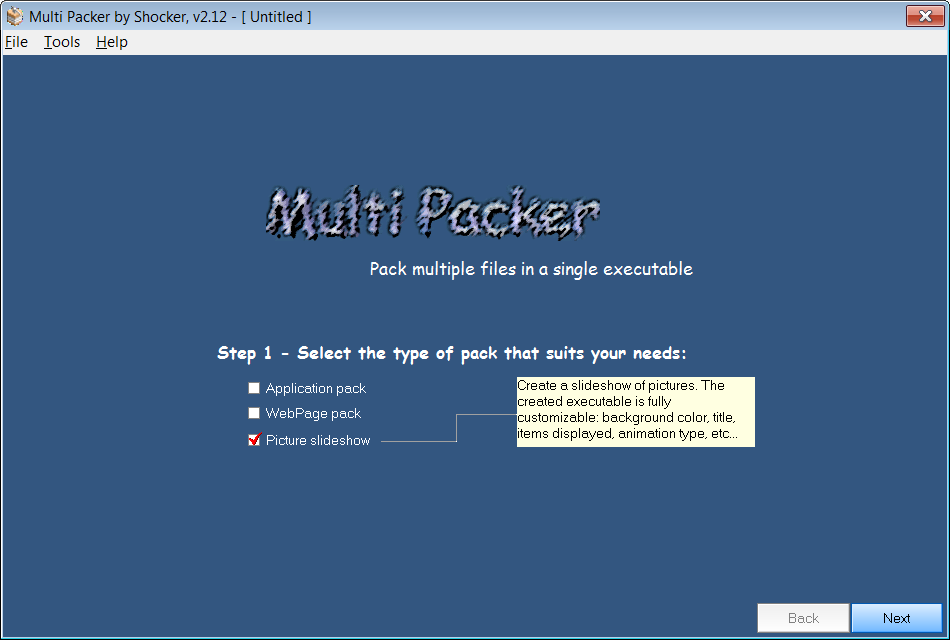 Multi Packer by Shocker, v2.12 - [ Untitled ]
File Tools Help
Multi Packer
Pack multiple files in a single executable
Step 1 - Select the type of pack that suits your needs:
Application pack
WebPage pack
Picture slideshow
Create a slideshow of pictures. The
created executable is fully
customizable: background color, title,
items displayed, animation type, etc...
Back Next